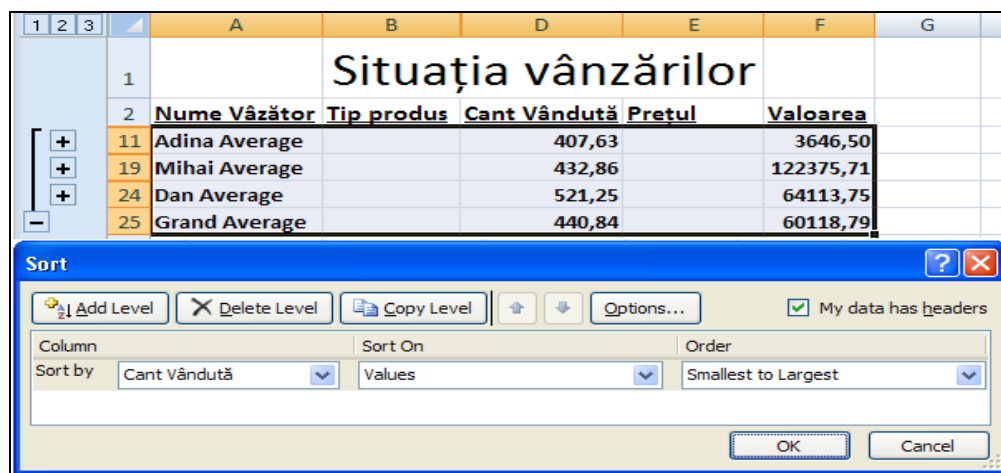 1 2 3 A B D E F G
1 Situația vânzărilor
2 Nume Vâzător Tip produs Cant Vândută Prețul Valoarea
+ 11 Adina Average 407,63 3646,50
+ 19 Mihai Average 432,86 122375,71
+ 24 Dan Average 521,25 64113,75
− 25 Grand Average 440,84 60118,79
Sort ?
Add Level Delete Level Copy Level Options... My data has headers
Column Sort On Order
Sort by Cant Vândută Values Smallest to Largest
OK Cancel